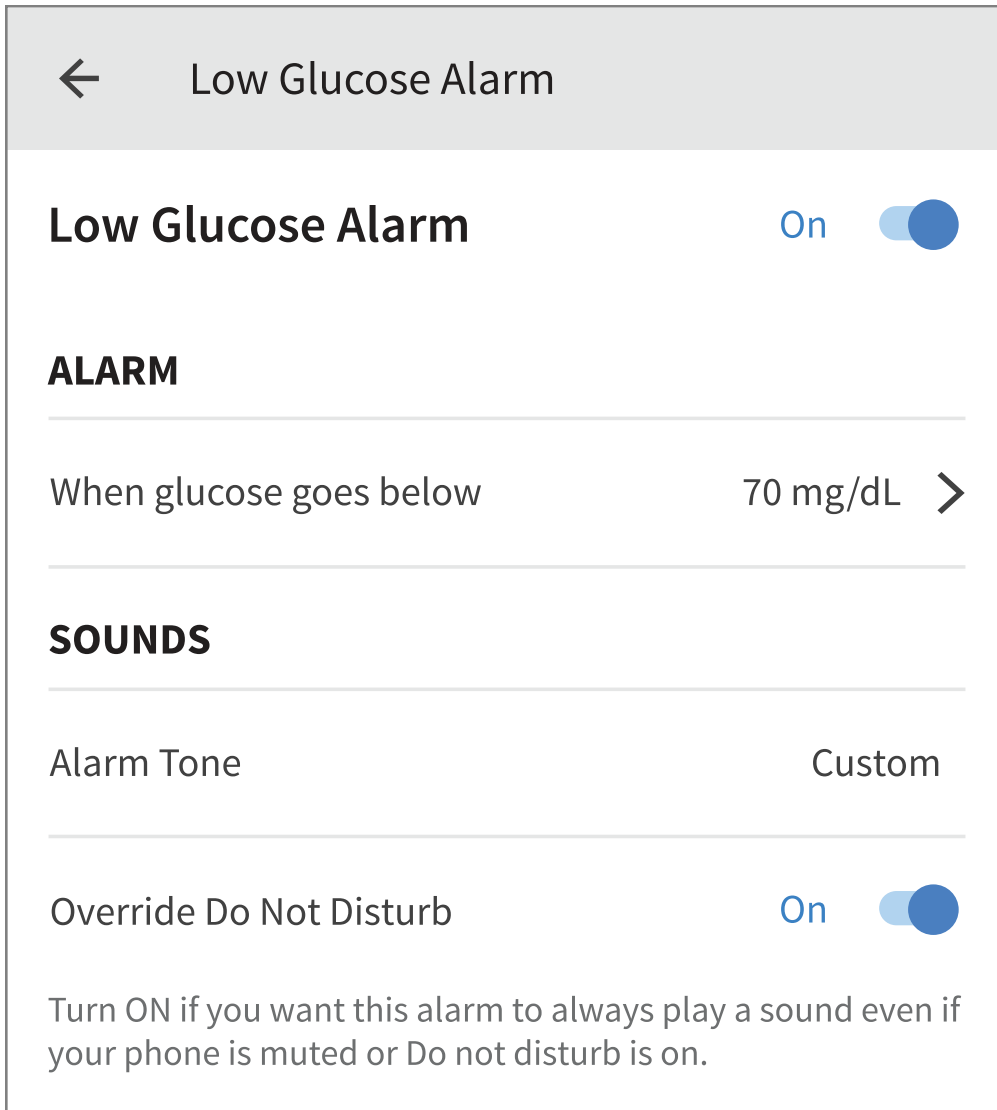 Low Glucose Alarm
Low Glucose Alarm On
ALARM
When glucose goes below 70 mg/dL
SOUNDS
Alarm Tone Custom
Override Do Not Disturb On
Turn ON if you want this alarm to always play a sound even if
your phone is muted or Do not disturb is on.